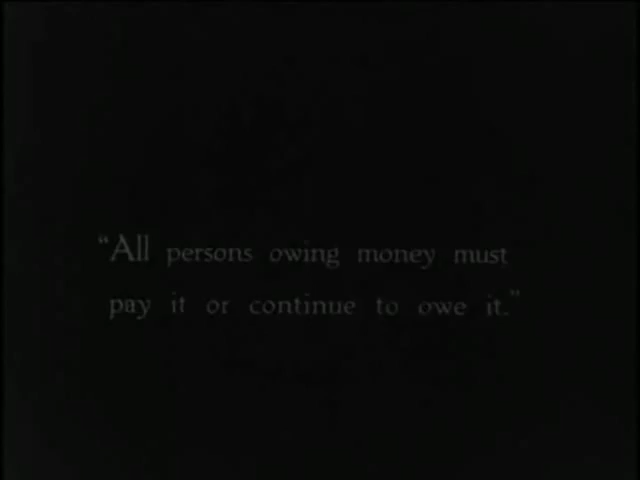 “All persons owing money must
pay it or continue to owe it.”